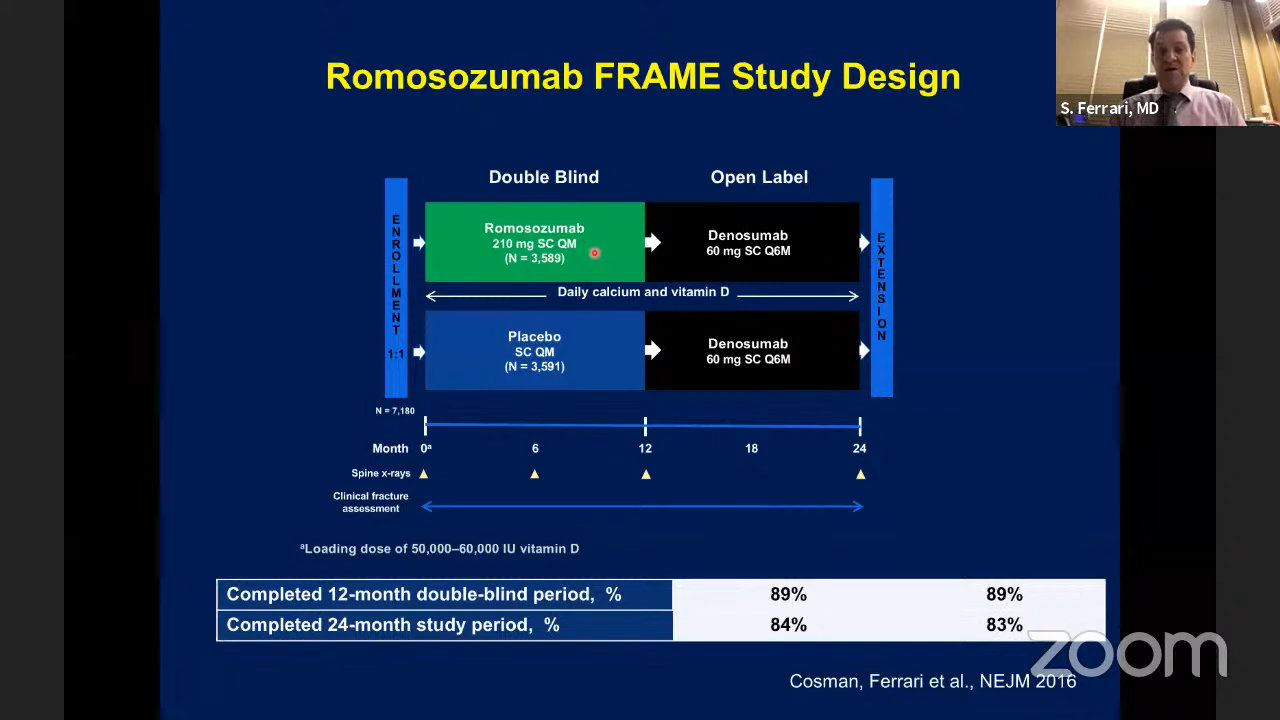 Romosozumab FRAME Study Design
S. Ferrari, MD
Double Blind
Open Label
ENROLLMENT
1:1
Romosozumab
210 mg SC QM
(N = 3,589)
Denosumab
60 mg SC Q6M
EXTENSION
Daily calcium and vitamin D
Placebo
SC QM
(N = 3,591)
Denosumab
60 mg SC Q6M
N = 7,180
Month 0ᵃ 6 12 18 24
Spine x-rays
Clinical fracture
assessment
ᵃLoading dose of 50,000–60,000 IU vitamin D
Completed 12-month double-blind period, % 89% 89%
Completed 24-month study period, % 84% 83%
zoom
Cosman, Ferrari et al., NEJM 2016